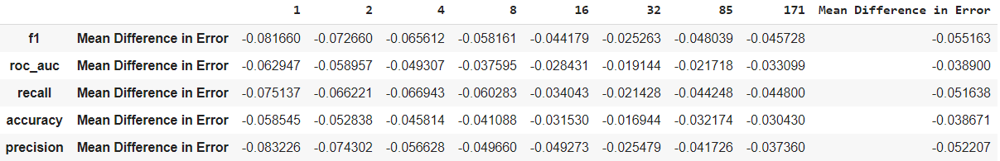 1 2 4 8 16 32 85 171 Mean Difference in Error
f1 Mean Difference in Error -0.081660 -0.072660 -0.065612 -0.058161 -0.044179 -0.025263 -0.048039 -0.045728 -0.055163
roc_auc Mean Difference in Error -0.062947 -0.058957 -0.049307 -0.037595 -0.028431 -0.019144 -0.021718 -0.033099 -0.038900
recall Mean Difference in Error -0.075137 -0.066221 -0.066943 -0.060283 -0.034043 -0.021428 -0.044248 -0.044800 -0.051638
accuracy Mean Difference in Error -0.058545 -0.052838 -0.045814 -0.041088 -0.031530 -0.016944 -0.032174 -0.030430 -0.038671
precision Mean Difference in Error -0.083226 -0.074302 -0.056628 -0.049660 -0.049273 -0.025479 -0.041726 -0.037360 -0.052207